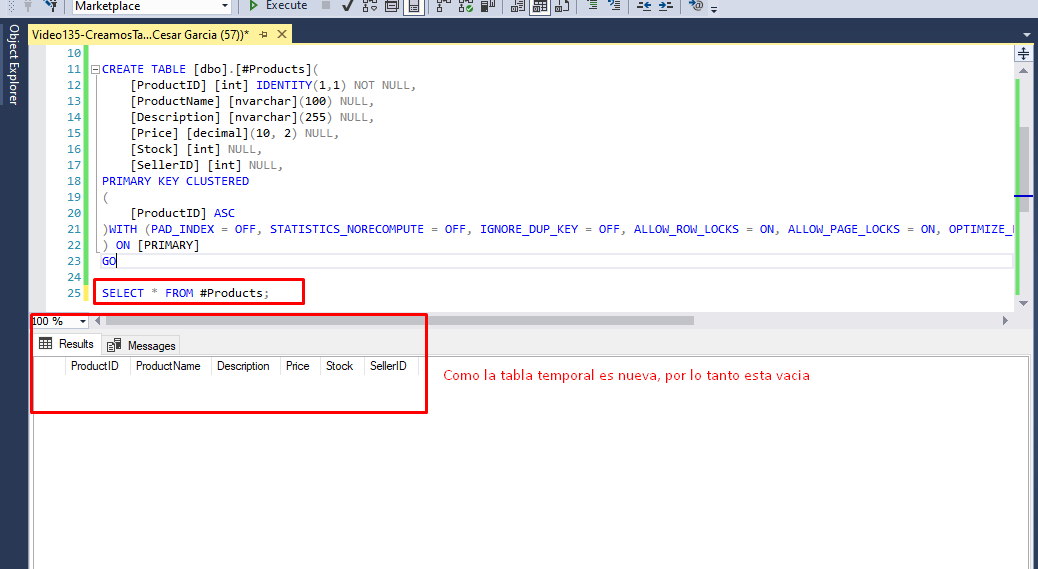 Marketplace
Execute
Object Explorer
Video135-CreamosTa...Cesar Garcia (57))*
10
11 CREATE TABLE [dbo].[#Products](
12 [ProductID] [int] IDENTITY(1,1) NOT NULL,
13 [ProductName] [nvarchar](100) NULL,
14 [Description] [nvarchar](255) NULL,
15 [Price] [decimal](10, 2) NULL,
16 [Stock] [int] NULL,
17 [SellerID] [int] NULL,
18 PRIMARY KEY CLUSTERED
19 (
20 [ProductID] ASC
21 )WITH (PAD_INDEX = OFF, STATISTICS_NORECOMPUTE = OFF, IGNORE_DUP_KEY = OFF, ALLOW_ROW_LOCKS = ON, ALLOW_PAGE_LOCKS = ON, OPTIMIZE_
22 ) ON [PRIMARY]
23 GO
24
25 SELECT * FROM #Products;
100 %
Results Messages
ProductID ProductName Description Price Stock SellerID
Como la tabla temporal es nueva, por lo tanto esta vacia